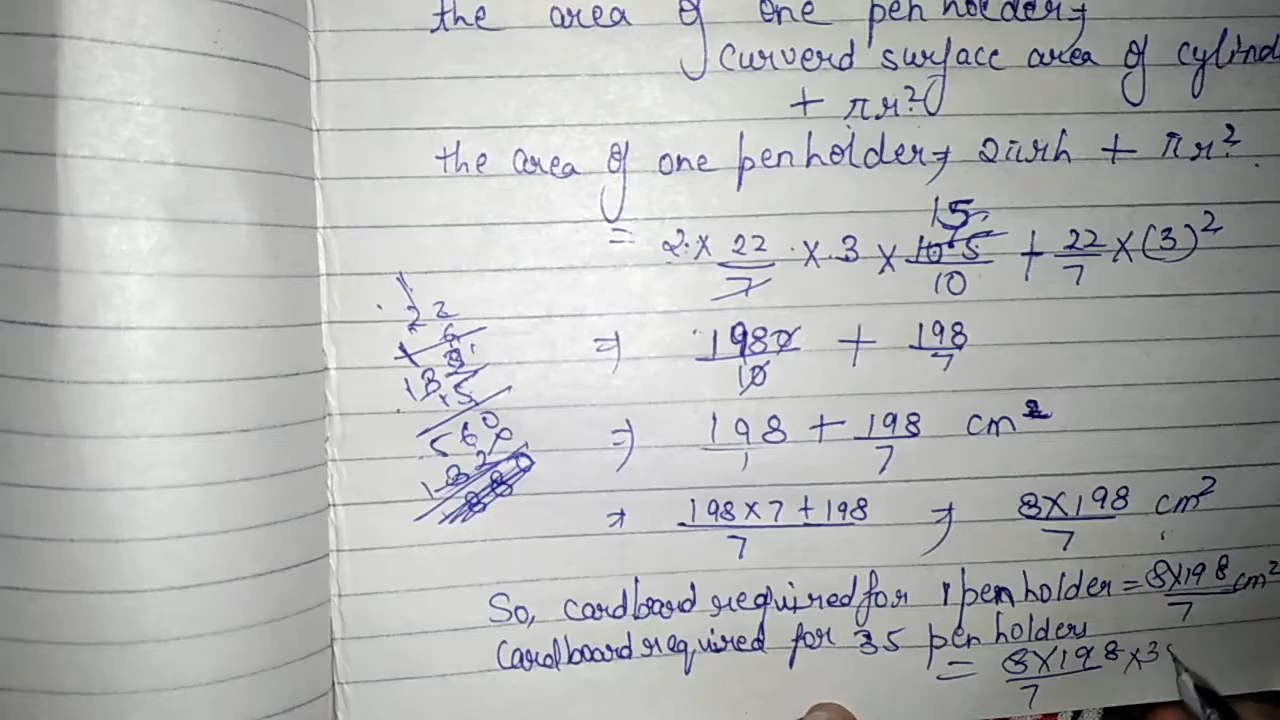 the area of one pen holder ⇒
curverd surface area of cylind
+ πr²
the area of one pen holder ⇒ 2πrh + πr².
= 2 × 22/7 × 3 × 105/10 + 22/7 × (3)²
15
⇒ 1980/10 + 198/7
⇒ 198/1 + 198/7 cm²
⇒ 198×7+198/7 ⇒ 8×198/7 cm²
So, cardboard required for 1 pen holder = 8×198/7 cm²
Cardboard required for 35 pen holders
= 8×198/7 × 3